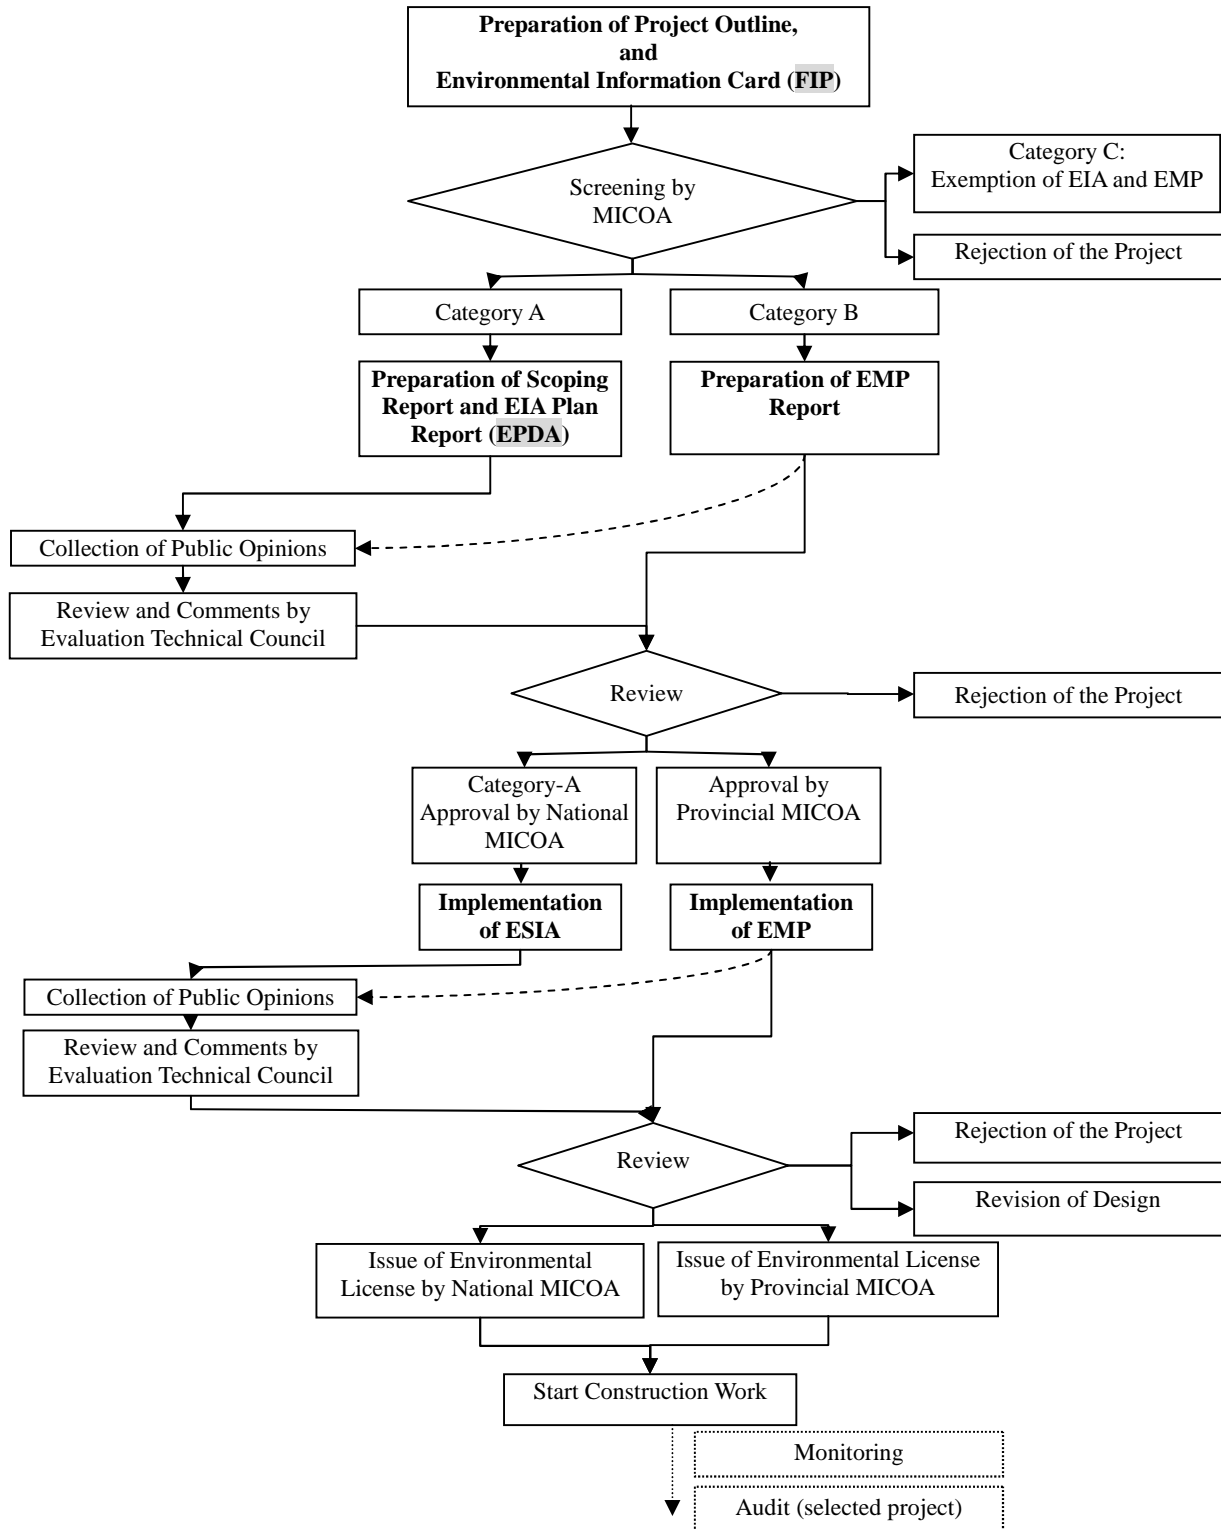 Preparation of Project Outline,
and
Environmental Information Card (FIP)
Screening by
MICOA
Category C:
Exemption of EIA and EMP
Rejection of the Project
Category A
Category B
Preparation of Scoping
Report and EIA Plan
Report (EPDA)
Preparation of EMP
Report
Collection of Public Opinions
Review and Comments by
Evaluation Technical Council
Review
Rejection of the Project
Category-A
Approval by National
MICOA
Approval by
Provincial MICOA
Implementation
of ESIA
Implementation
of EMP
Collection of Public Opinions
Review and Comments by
Evaluation Technical Council
Review
Rejection of the Project
Revision of Design
Issue of Environmental
License by National MICOA
Issue of Environmental License
by Provincial MICOA
Start Construction Work
Monitoring
Audit (selected project)